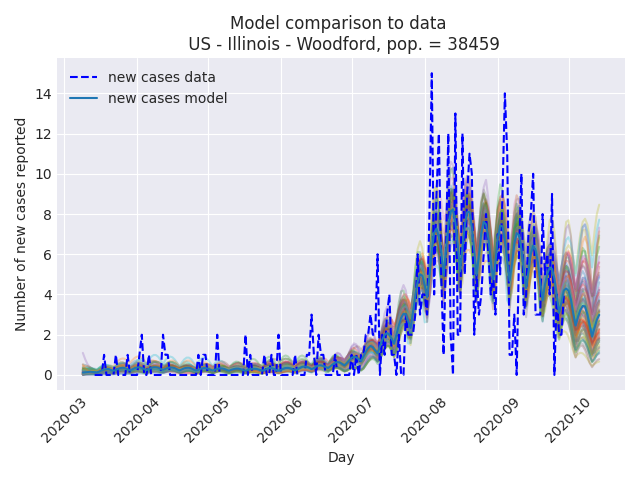 Model comparison to data
US - Illinois - Woodford, pop. = 38459
new cases data
new cases model
Number of new cases reported
14
12
10
8
6
4
2
0
2020-03
2020-04
2020-05
2020-06
2020-07
2020-08
2020-09
2020-10
Day